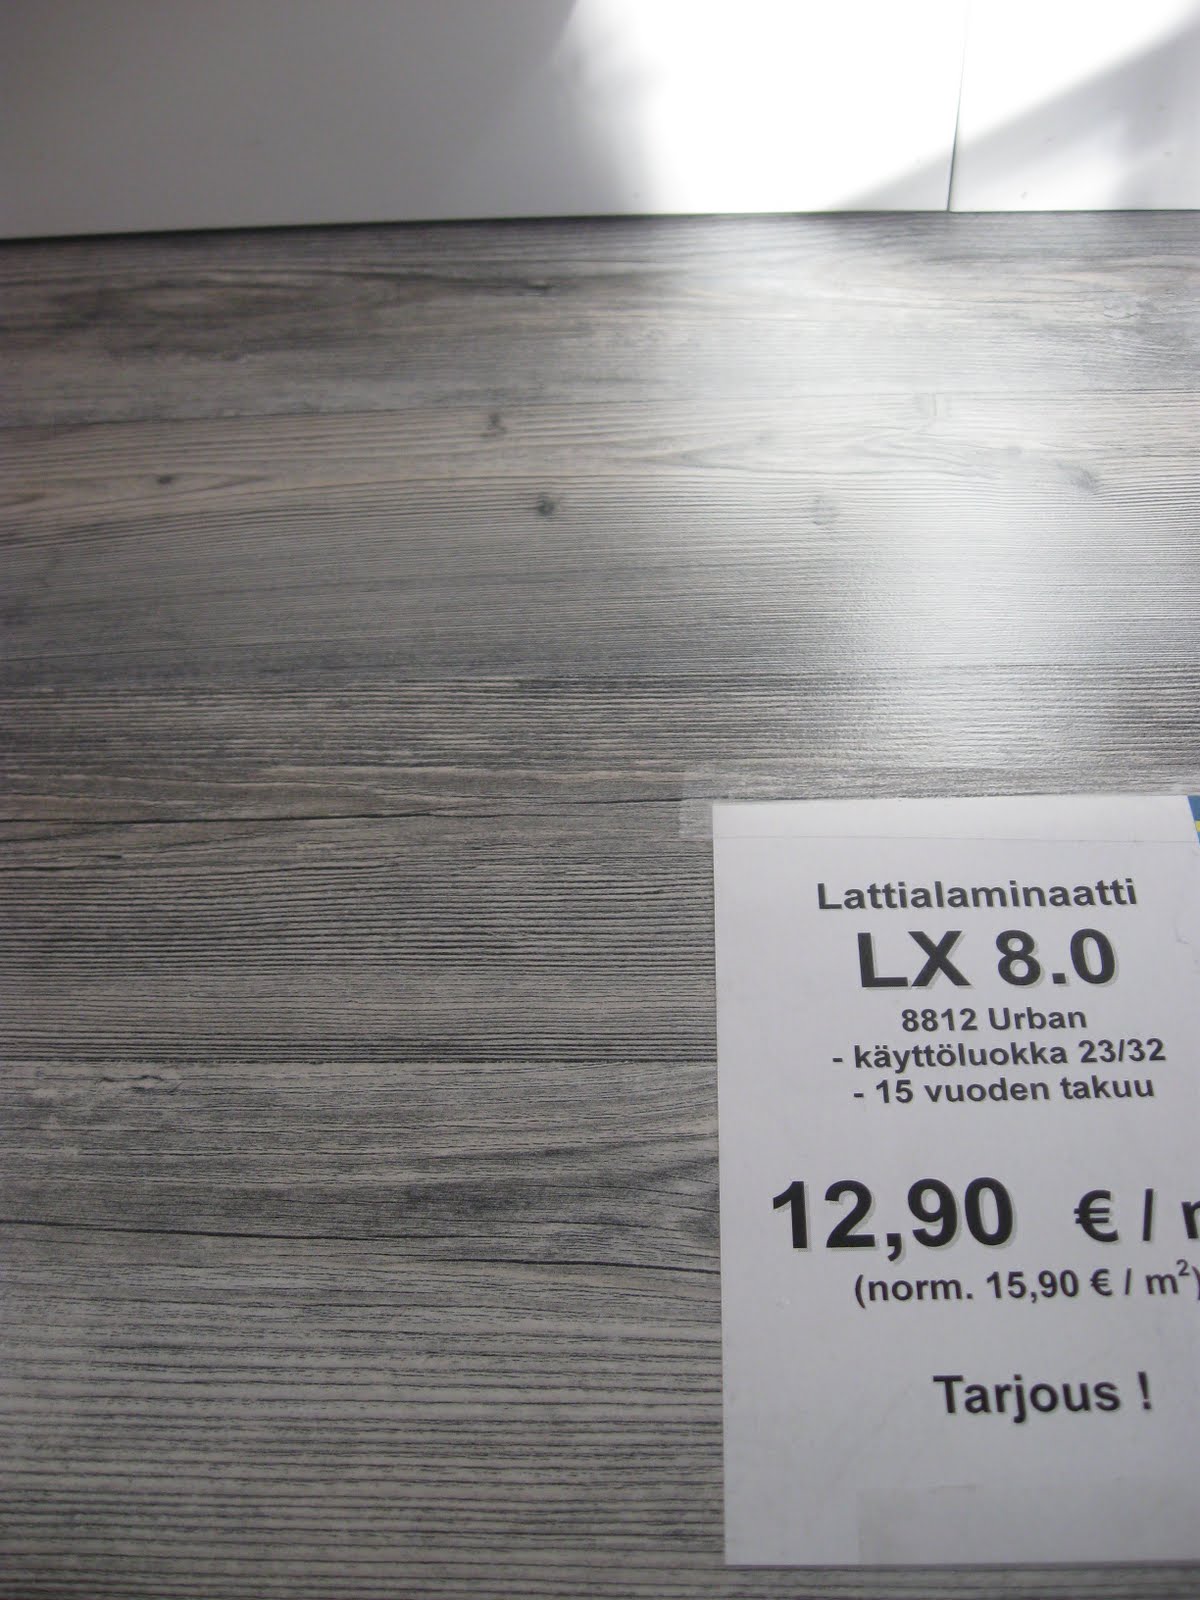 Lattialaminaatti
LX 8.0
8812 Urban
- käyttöluokka 23/32
- 15 vuoden takuu
12,90 € /
(norm. 15,90 € / m²)
Tarjous !